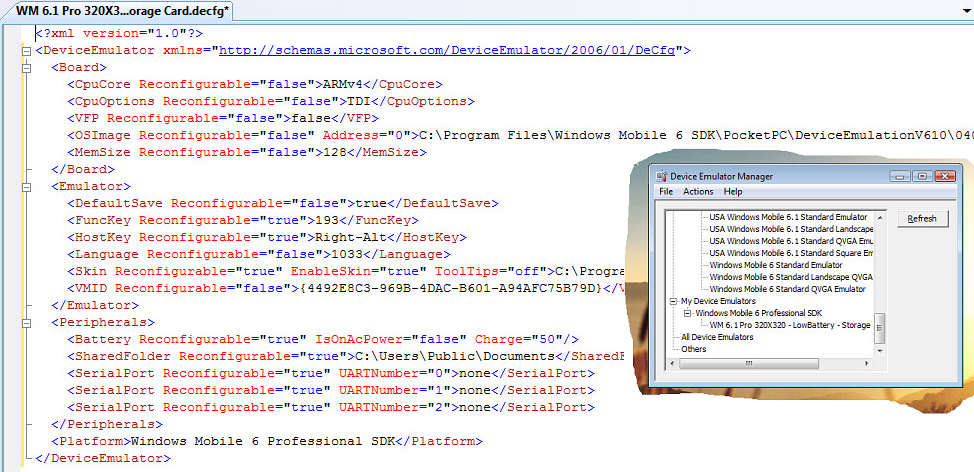 WM 6.1 Pro 320X3...orage Card.decfg*
<?xml version="1.0"?>
<DeviceEmulator xmlns="http://schemas.microsoft.com/DeviceEmulator/2006/01/DeCfg">
<Board>
<CpuCore Reconfigurable="false">ARMv4</CpuCore>
<CpuOptions Reconfigurable="false">TDI</CpuOptions>
<VFP Reconfigurable="false">false</VFP>
<OSImage Reconfigurable="false" Address="0">C:\Program Files\Windows Mobile 6 SDK\PocketPC\DeviceEmulationV610\040
<MemSize Reconfigurable="false">128</MemSize>
</Board>
<Emulator>
<DefaultSave Reconfigurable="false">true</DefaultSave>
<FuncKey Reconfigurable="true">193</FuncKey>
<HostKey Reconfigurable="true">Right-Alt</HostKey>
<Language Reconfigurable="false">1033</Language>
<Skin Reconfigurable="true" EnableSkin="true" ToolTips="off">C:\Progra
<VMID Reconfigurable="false">{4492E8C3-969B-4DAC-B601-A94AFC75B79D}</V
</Emulator>
<Peripherals>
<Battery Reconfigurable="true" IsOnAcPower="false" Charge="50"/>
<SharedFolder Reconfigurable="true">C:\Users\Public\Documents</SharedF
<SerialPort Reconfigurable="true" UARTNumber="0">none</SerialPort>
<SerialPort Reconfigurable="true" UARTNumber="1">none</SerialPort>
<SerialPort Reconfigurable="true" UARTNumber="2">none</SerialPort>
</Peripherals>
<Platform>Windows Mobile 6 Professional SDK</Platform>
</DeviceEmulator>
Device Emulator Manager
File Actions Help
USA Windows Mobile 6.1 Standard Emulator
USA Windows Mobile 6.1 Standard Landscape
USA Windows Mobile 6.1 Standard QVGA Emu
USA Windows Mobile 6.1 Standard Square Em
Windows Mobile 6 Standard Emulator
Windows Mobile 6 Standard Landscape QVGA
Windows Mobile 6 Standard QVGA Emulator
My Device Emulators
Windows Mobile 6 Professional SDK
WM 6.1 Pro 320X320 - LowBattery - Storage
All Device Emulators
Others
Refresh